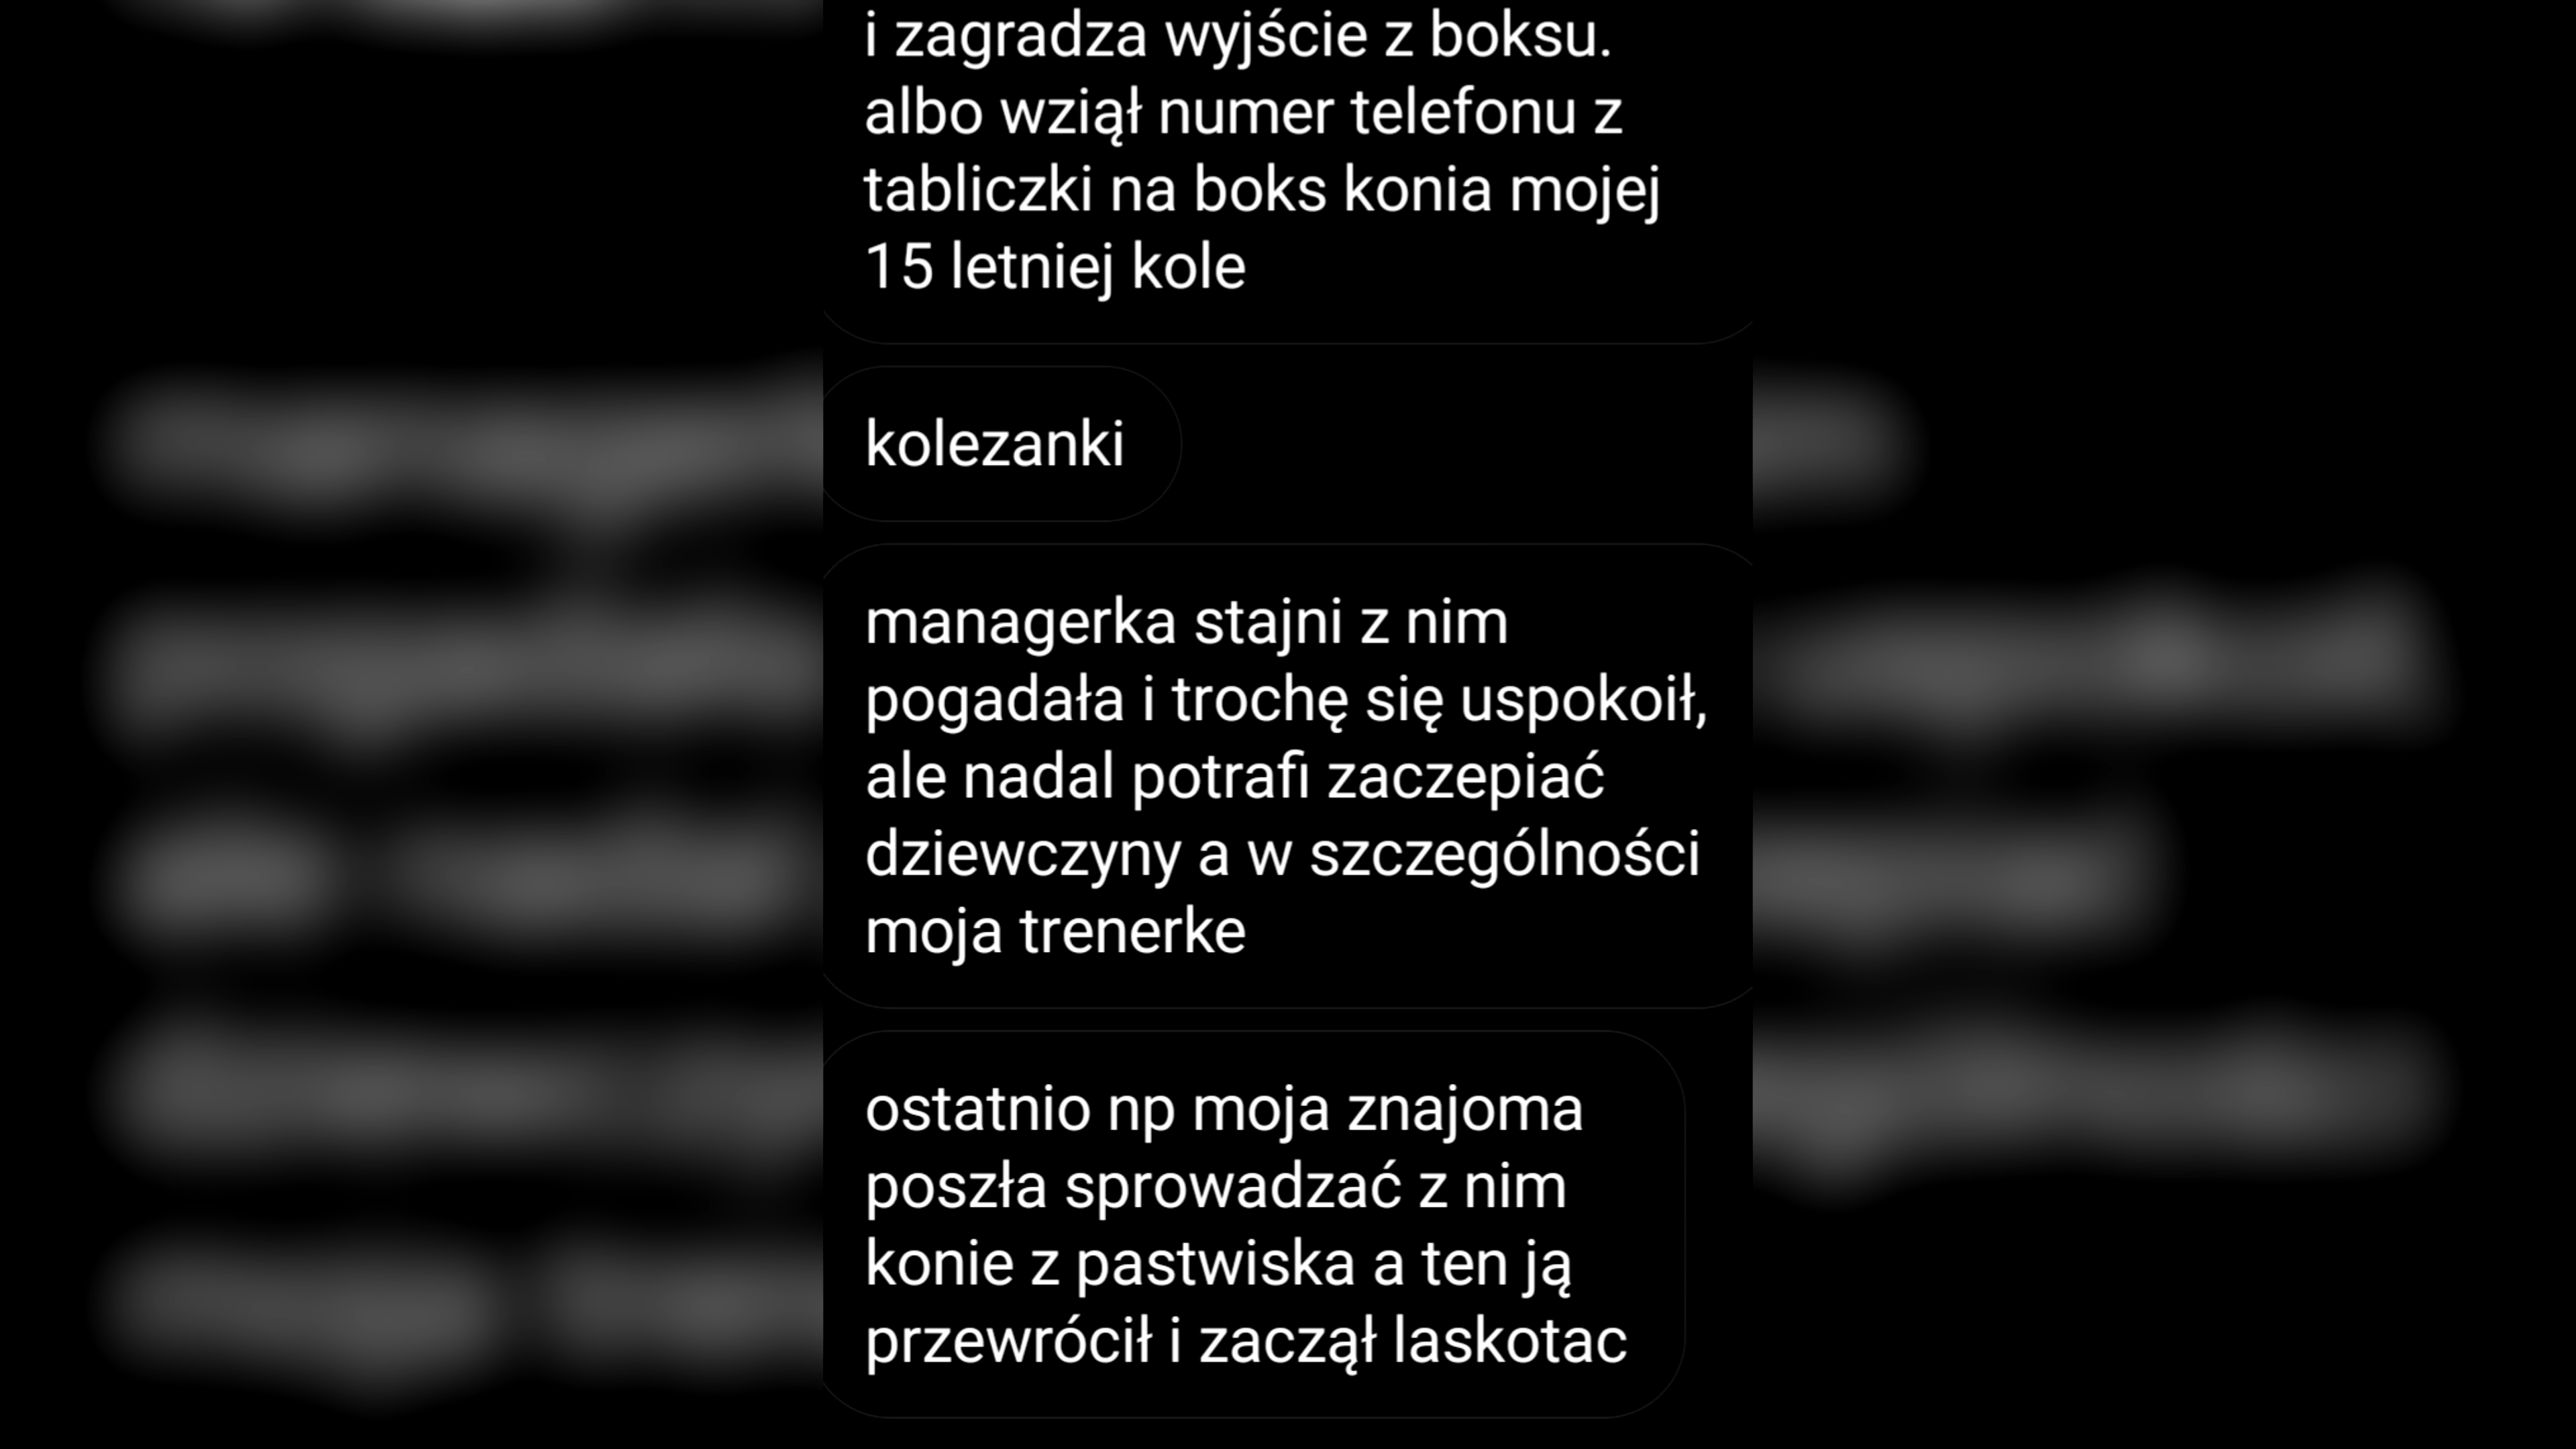 i zagradza wyjście z boksu.
albo wziął numer telefonu z
tabliczki na boks konia mojej
15 letniej kole
kolezanki
managerka stajni z nim
pogadała i trochę się uspokoił,
ale nadal potrafi zaczepiać
dziewczyny a w szczególności
moja trenerke
ostatnio np moja znajoma
poszła sprowadzać z nim
konie z pastwiska a ten ją
przewrócił i zaczął laskotac